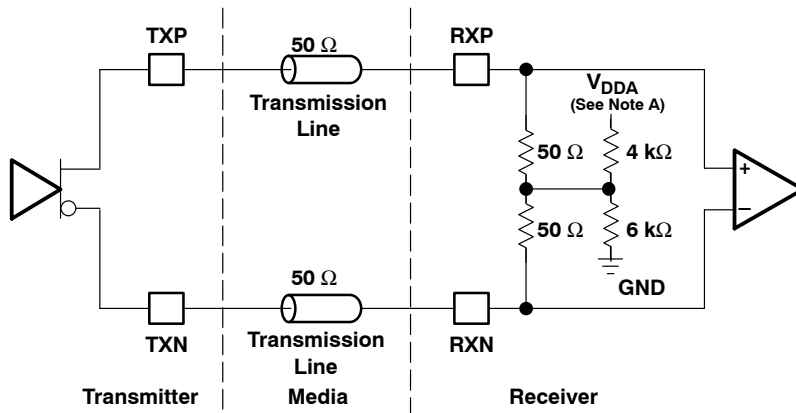 TXP
50 Ω
RXP
Transmission
Line
VDDA
(See Note A)
50 Ω
4 kΩ
+
−
50 Ω
6 kΩ
GND
50 Ω
TXN
Transmission
Line
RXN
Transmitter
Media
Receiver